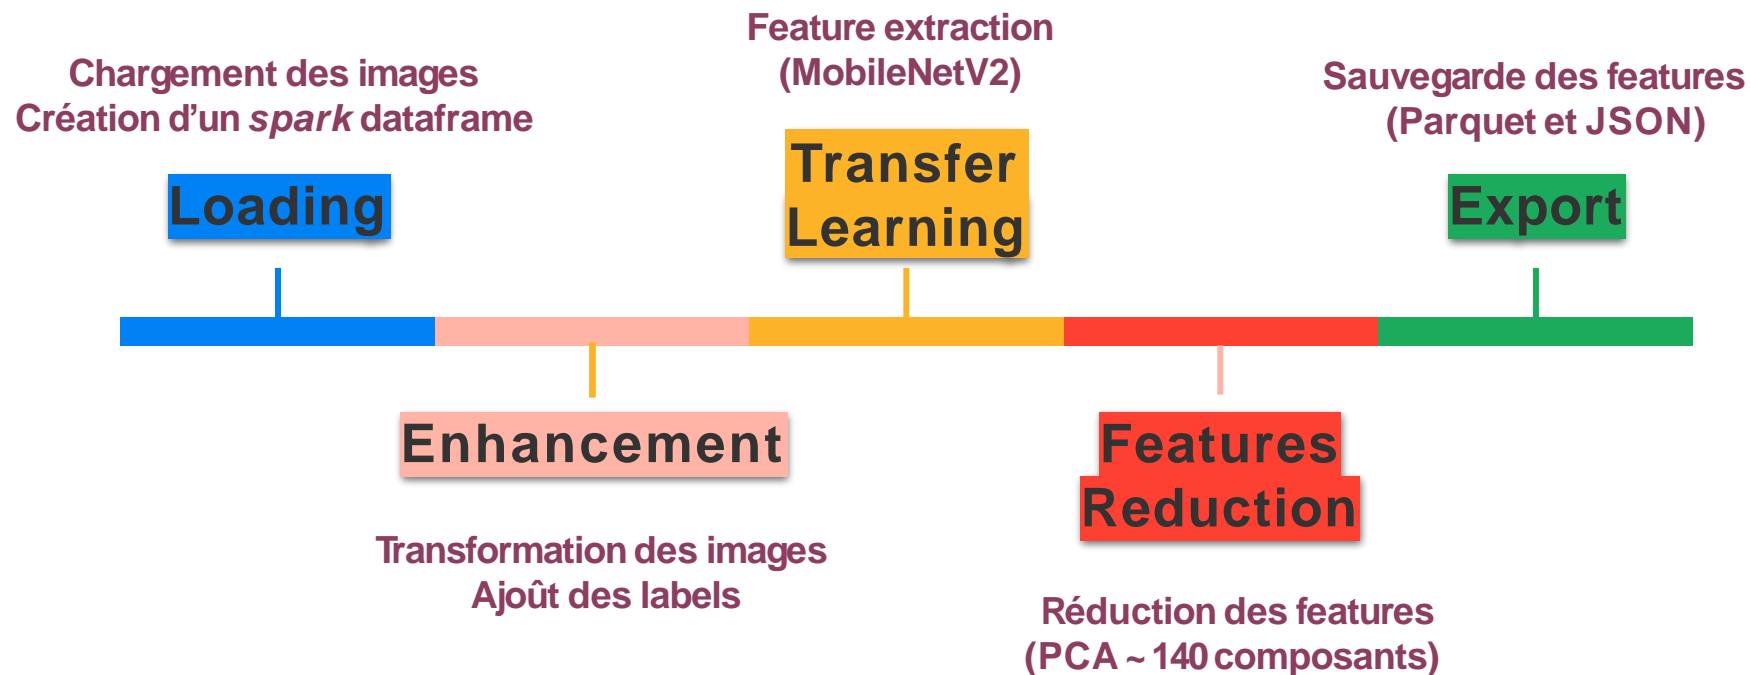 Chargement des images
Création d’un spark dataframe
Loading
Enhancement
Transformation des images
Ajoût des labels
Feature extraction
(MobileNetV2)
Transfer
Learning
Features
Reduction
Réduction des features
(PCA ~ 140 composants)
Sauvegarde des features
(Parquet et JSON)
Export